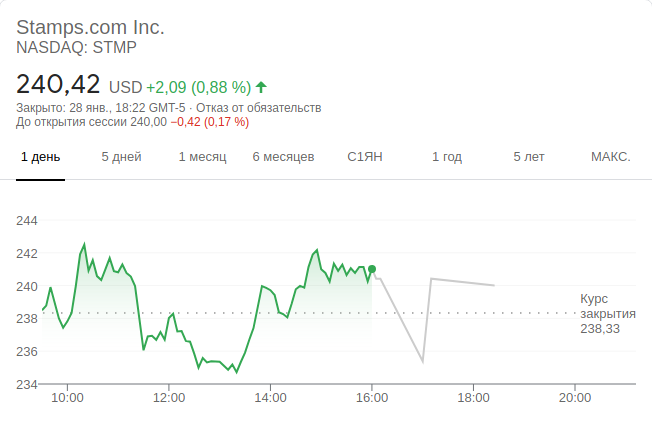 Stamps.com Inc.
NASDAQ: STMP
240,42 USD +2,09 (0,88 %)
Закрыто: 28 янв., 18:22 GMT-5 · Отказ от обязательств
До открытия сессии 240,00 −0,42 (0,17 %)
1 день 5 дней 1 месяц 6 месяцев С1ЯН 1 год 5 лет МАКС.
244
242
240
238
236
234
Курс
закрытия
238,33
10:00 12:00 14:00 16:00 18:00 20:00